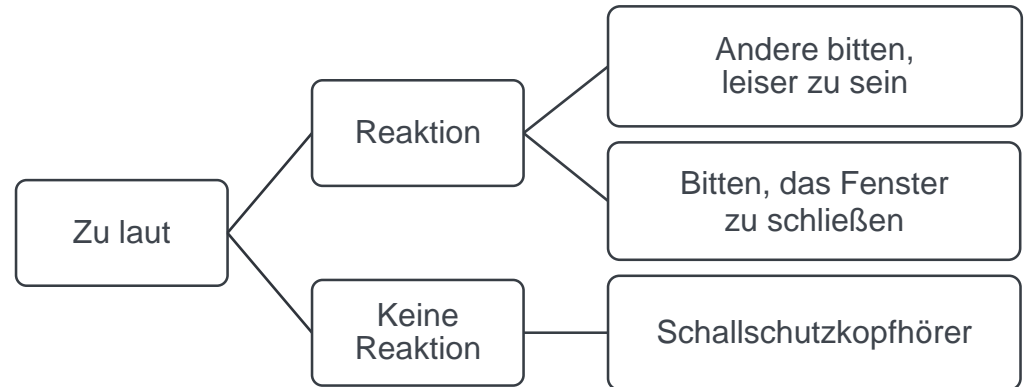 Zu laut
Reaktion
Keine
Reaktion
Andere bitten,
leiser zu sein
Bitten, das Fenster
zu schließen
Schallschutzkopfhörer